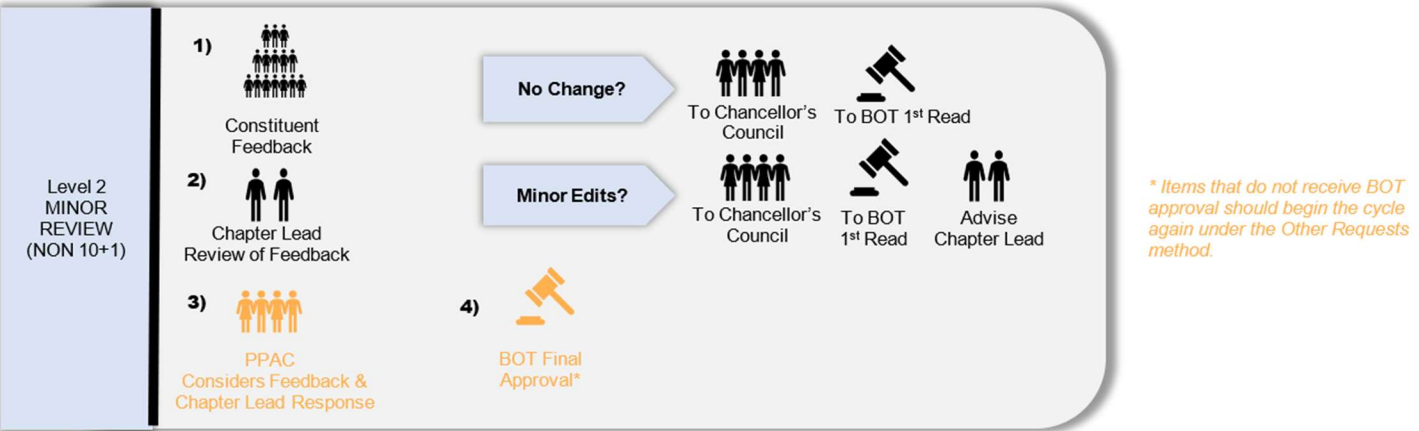 Level 2
MINOR
REVIEW
(NON 10+1)
1)
Constituent
Feedback
2)
Chapter Lead
Review of Feedback
3)
PPAC
Considers Feedback &
Chapter Lead Response
No Change?
To Chancellor's
Council
To BOT 1st Read
Minor Edits?
To Chancellor's
Council
To BOT
1st Read
Advise
Chapter Lead
4)
BOT Final
Approval*
* Items that do not receive BOT
approval should begin the cycle
again under the Other Requests
method.